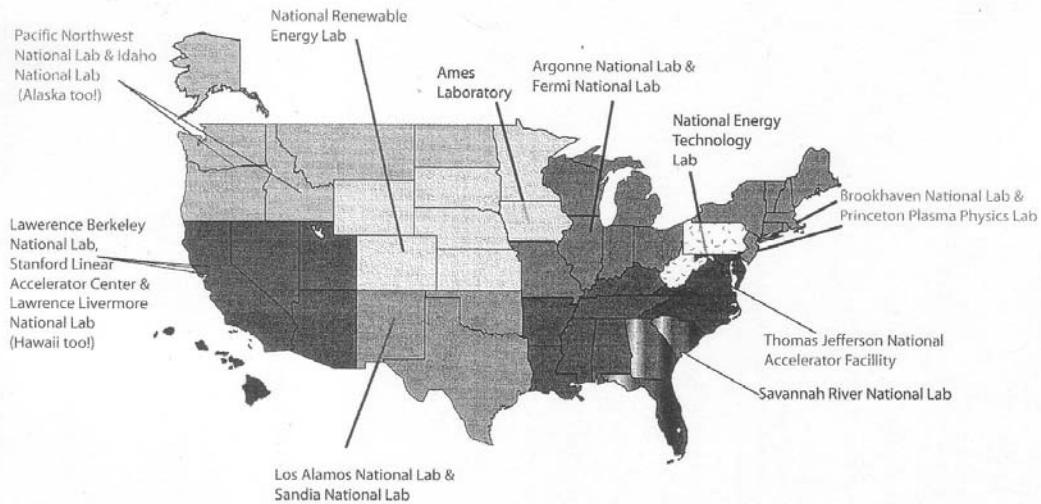 National Renewable
Energy Lab
Pacific Northwest
National Lab & Idaho
National Lab
(Alaska too!)
Ames
Laboratory
Argonne National Lab &
Fermi National Lab
National Energy
Technology
Lab
Brookhaven National Lab &
Princeton Plasma Physics Lab
Lawerence Berkeley
National Lab,
Stanford Linear
Accelerator Center &
Lawrence Livermore
National Lab
(Hawaii too!)
Thomas Jefferson National
Accelerator Facillity
Savannah River National Lab
Los Alamos National Lab &
Sandia National Lab